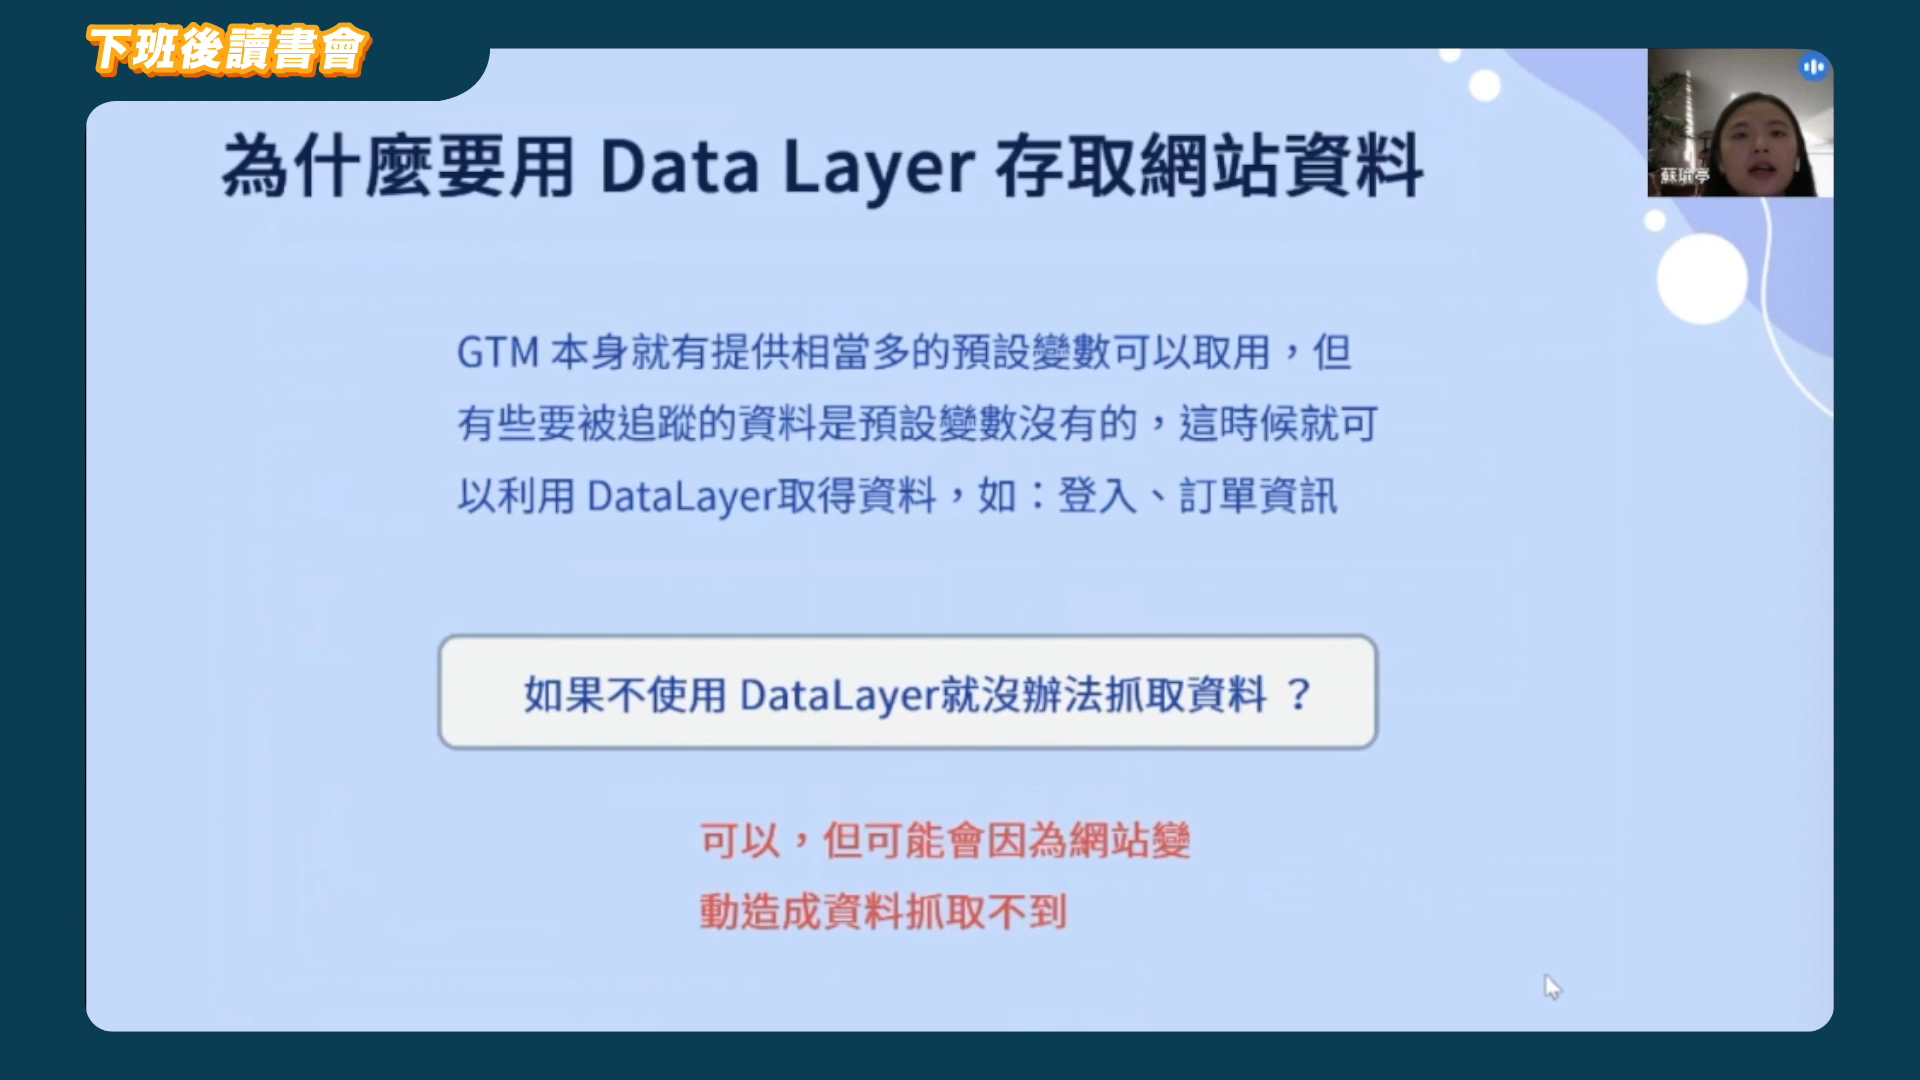 下班後讀書會
為什麼要用 Data Layer 存取網站資料
GTM 本身就有提供相當多的預設變數可以取用，但
有些要被追蹤的資料是預設變數沒有的，這時候就可
以利用 DataLayer取得資料，如：登入、訂單資訊
如果不使用 DataLayer就沒辦法抓取資料 ？
可以，但可能會因為網站變
動造成資料抓取不到